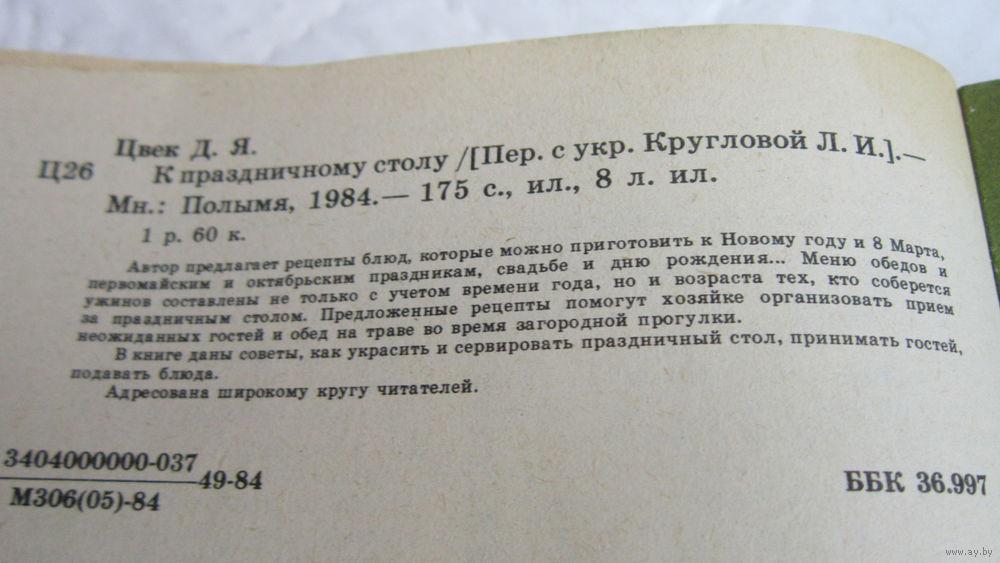 Цвек Д. Я.
Ц26 К праздничному столу /[Пер. с укр. Кругловой Л. И.].—
Мн.: Полымя, 1984.— 175 с., ил., 8 л. ил.
1 р. 60 к.
Автор предлагает рецепты блюд, которые можно приготовить к Новому году и 8 Марта,
первомайским и октябрьским праздникам, свадьбе и дню рождения... Меню обедов и
ужинов составлены не только с учетом времени года, но и возраста тех, кто соберется
за праздничным столом. Предложенные рецепты помогут хозяйке организовать прием
неожиданных гостей и обед на траве во время загородной прогулки.
В книге даны советы, как украсить и сервировать праздничный стол, принимать гостей,
подавать блюда.
Адресована широкому кругу читателей.
3404000000-037
49-84
М306(05)-84
ББК 36.997
www.ay.by